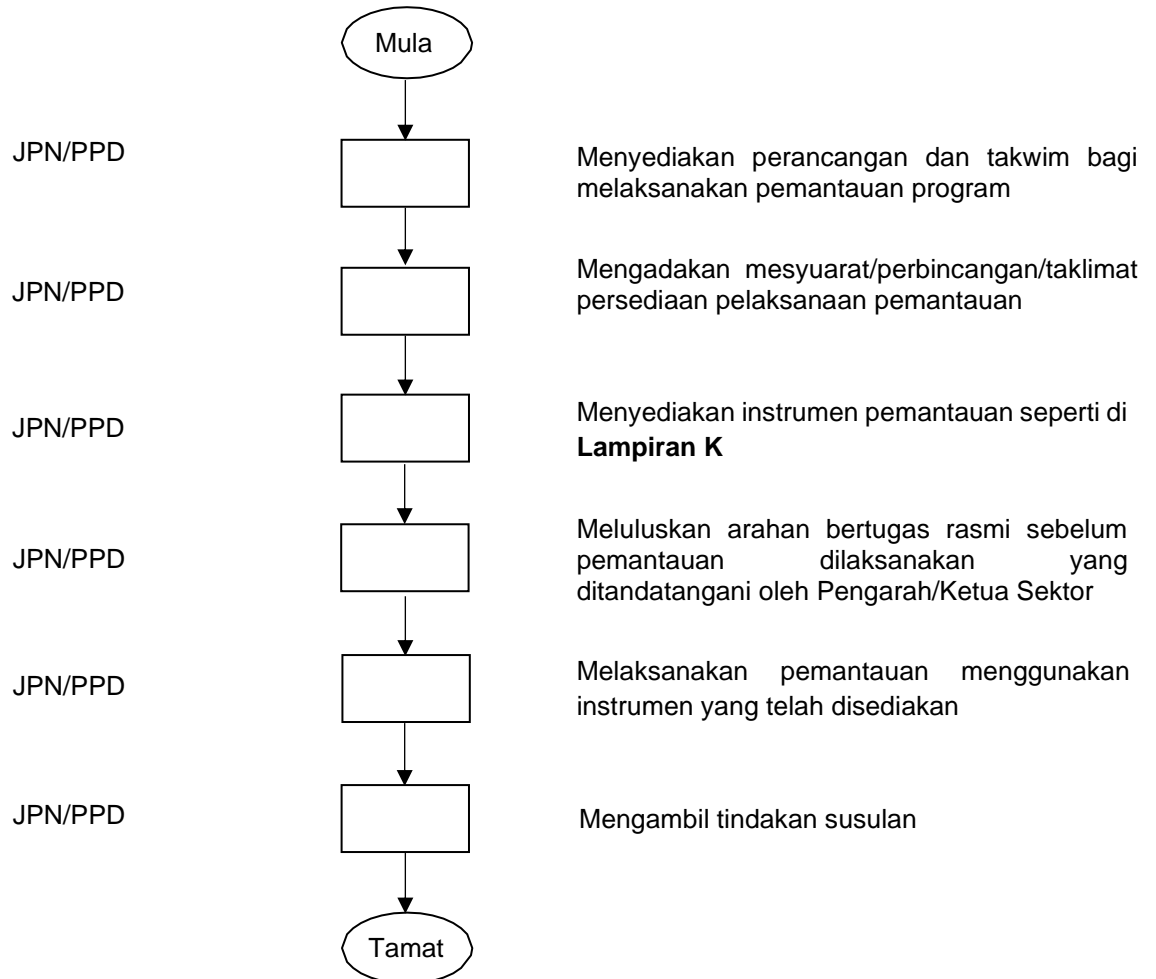 Mula
JPN/PPD
Menyediakan perancangan dan takwim bagi
melaksanakan pemantauan program
JPN/PPD
Mengadakan mesyuarat/perbincangan/taklimat
persediaan pelaksanaan pemantauan
JPN/PPD
Menyediakan instrumen pemantauan seperti di
Lampiran K
JPN/PPD
Meluluskan arahan bertugas rasmi sebelum
pemantauan dilaksanakan yang
ditandatangani oleh Pengarah/Ketua Sektor
JPN/PPD
Melaksanakan pemantauan menggunakan
instrumen yang telah disediakan
JPN/PPD
Mengambil tindakan susulan
Tamat